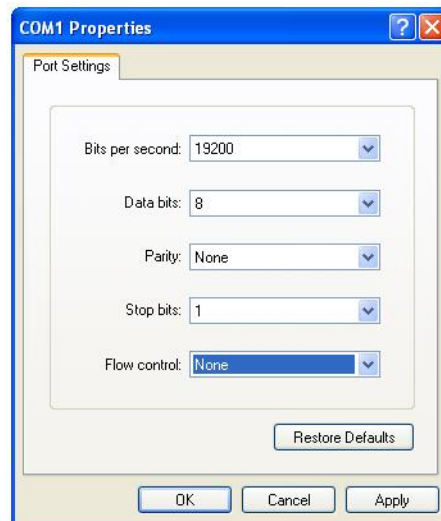 COM1 Properties
Port Settings
Bits per second: 19200
Data bits: 8
Parity: None
Stop bits: 1
Flow control: None
Restore Defaults
OK Cancel Apply